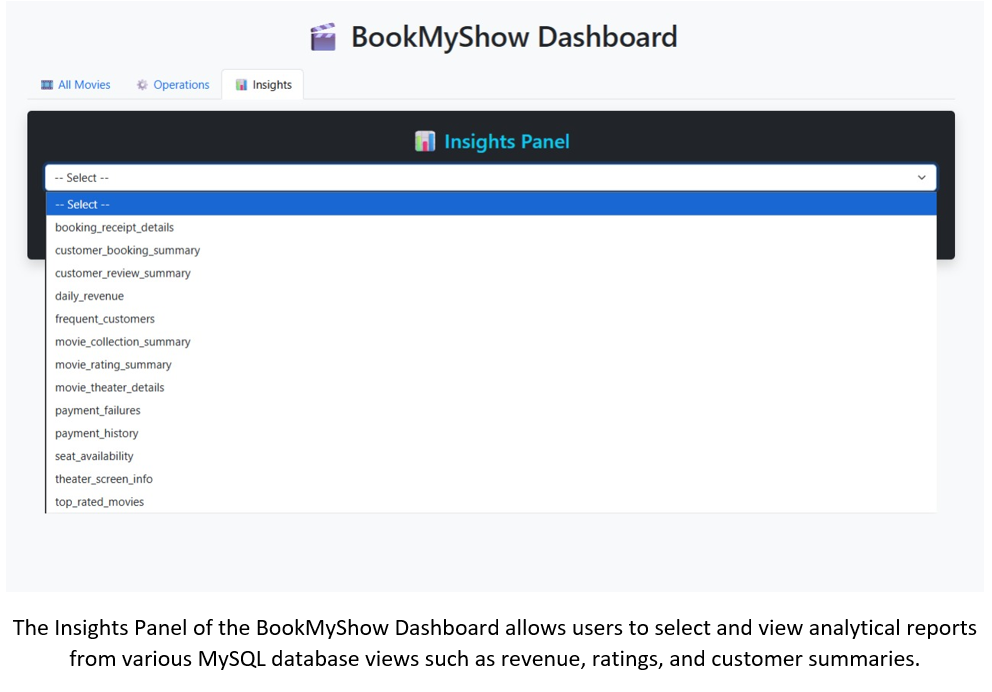 BookMyShow Dashboard
All Movies
Operations
Insights
Insights Panel
-- Select --
-- Select --
booking_receipt_details
customer_booking_summary
customer_review_summary
daily_revenue
frequent_customers
movie_collection_summary
movie_rating_summary
movie_theater_details
payment_failures
payment_history
seat_availability
theater_screen_info
top_rated_movies
The Insights Panel of the BookMyShow Dashboard allows users to select and view analytical reports
from various MySQL database views such as revenue, ratings, and customer summaries.